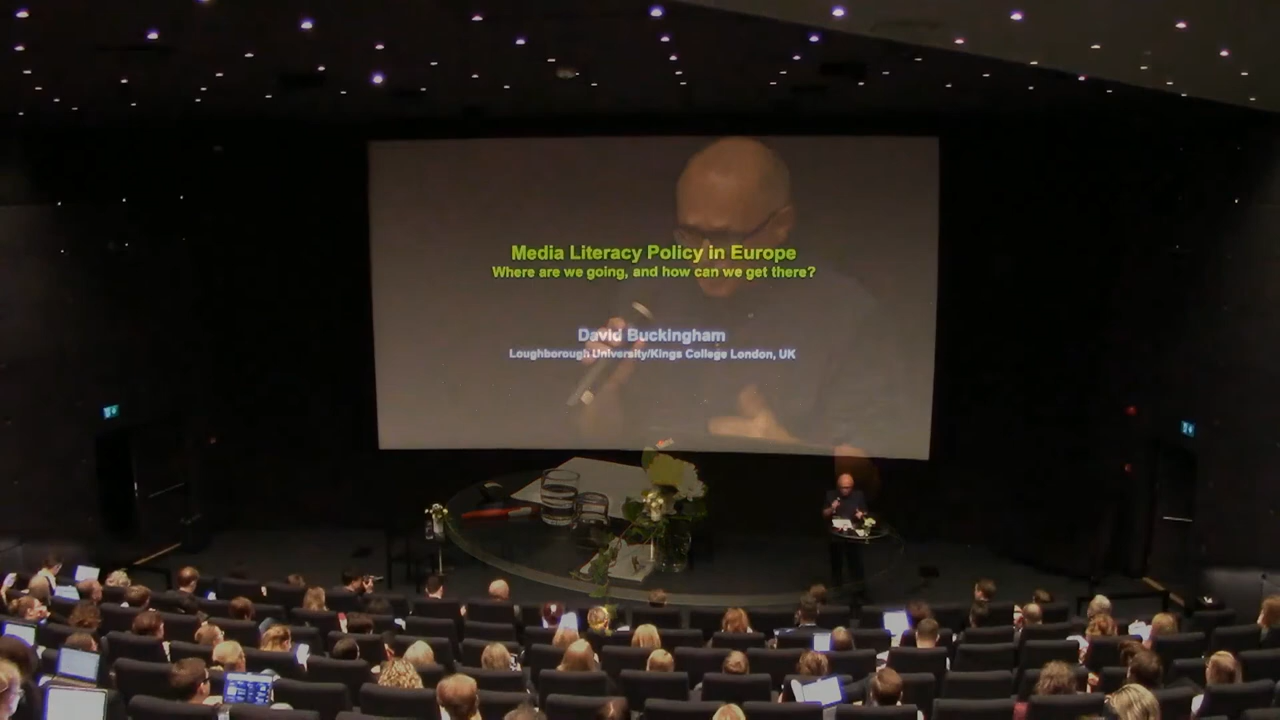 Media Literacy Policy in Europe
Where are we going, and how can we get there?
David Buckingham
Loughborough University/Kings College London, UK